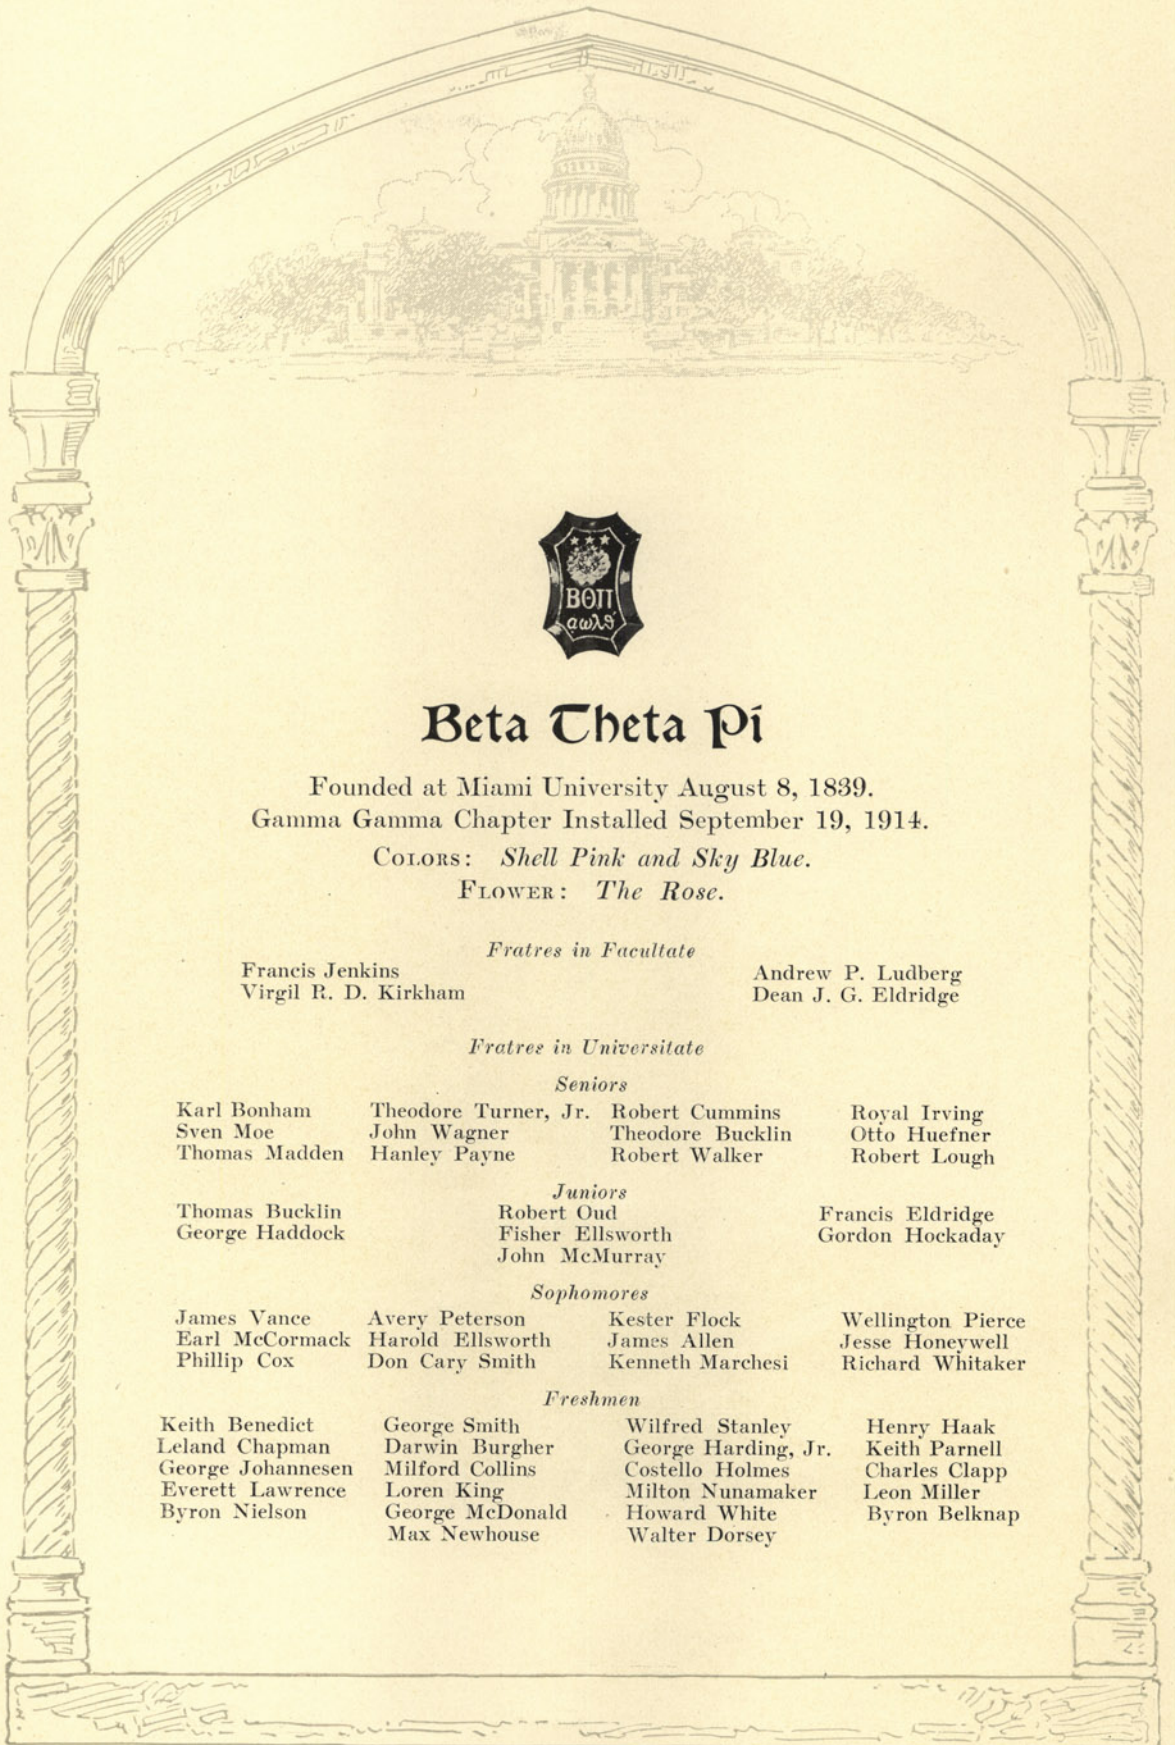 ΒΘΠ
αωλθ'
Beta Theta Pi
Founded at Miami University August 8, 1839.
Gamma Gamma Chapter Installed September 19, 1914.
COLORS: Shell Pink and Sky Blue.
FLOWER: The Rose.
Fratres in Facultate
Francis Jenkins Andrew P. Ludberg
Virgil R. D. Kirkham Dean J. G. Eldridge
Fratres in Universitate
Seniors
Karl Bonham Theodore Turner, Jr. Robert Cummins Royal Irving
Sven Moe John Wagner Theodore Bucklin Otto Huefner
Thomas Madden Hanley Payne Robert Walker Robert Lough
Juniors
Thomas Bucklin Robert Oud Francis Eldridge
George Haddock Fisher Ellsworth Gordon Hockaday
John McMurray
Sophomores
James Vance Avery Peterson Kester Flock Wellington Pierce
Earl McCormack Harold Ellsworth James Allen Jesse Honeywell
Phillip Cox Don Cary Smith Kenneth Marchesi Richard Whitaker
Freshmen
Keith Benedict George Smith Wilfred Stanley Henry Haak
Leland Chapman Darwin Burgher George Harding, Jr. Keith Parnell
George Johannesen Milford Collins Costello Holmes Charles Clapp
Everett Lawrence Loren King Milton Nunamaker Leon Miller
Byron Nielson George McDonald Howard White Byron Belknap
Max Newhouse Walter Dorsey